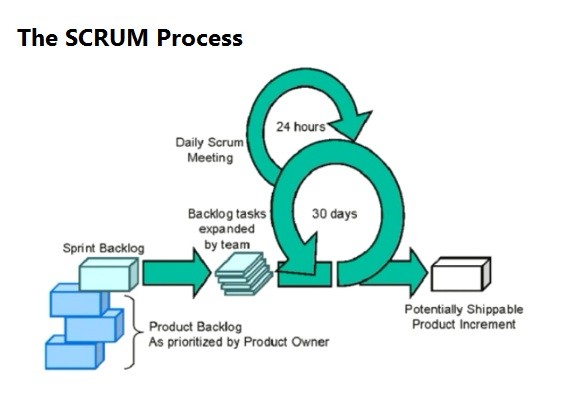 The SCRUM Process
24 hours
Daily Scrum
Meeting
Backlog tasks
expanded
by team
30 days
Sprint Backlog
Potentially Shippable
Product Increment
Product Backlog
As prioritized by Product Owner